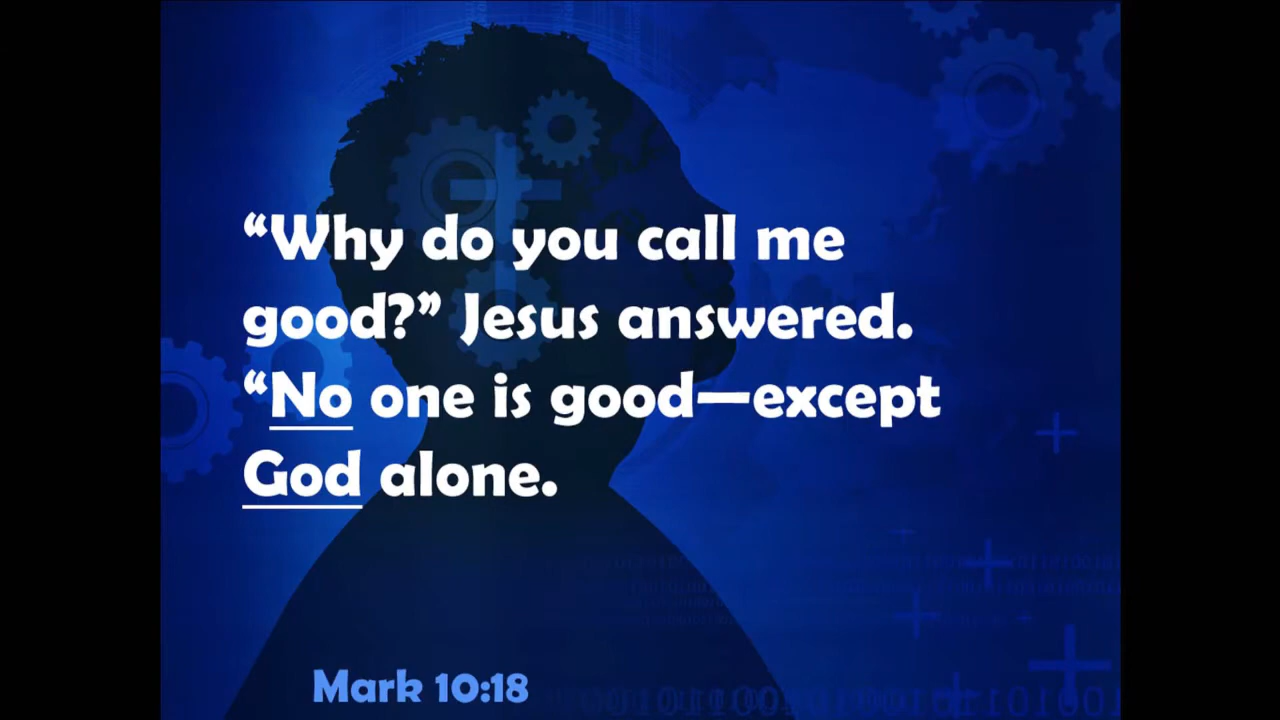 “Why do you call me
good?” Jesus answered.
“No one is good—except
God alone.
Mark 10:18